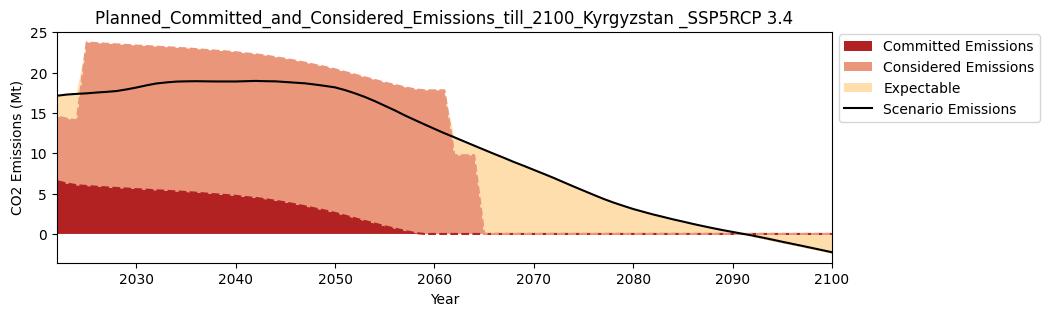 Planned_Committed_and_Considered_Emissions_till_2100_Kyrgyzstan _SSP5RCP 3.4
CO2 Emissions (Mt)
25
20
15
10
5
0
2030 2040 2050 2060 2070 2080 2090 2100
Year
Committed Emissions
Considered Emissions
Expectable
Scenario Emissions